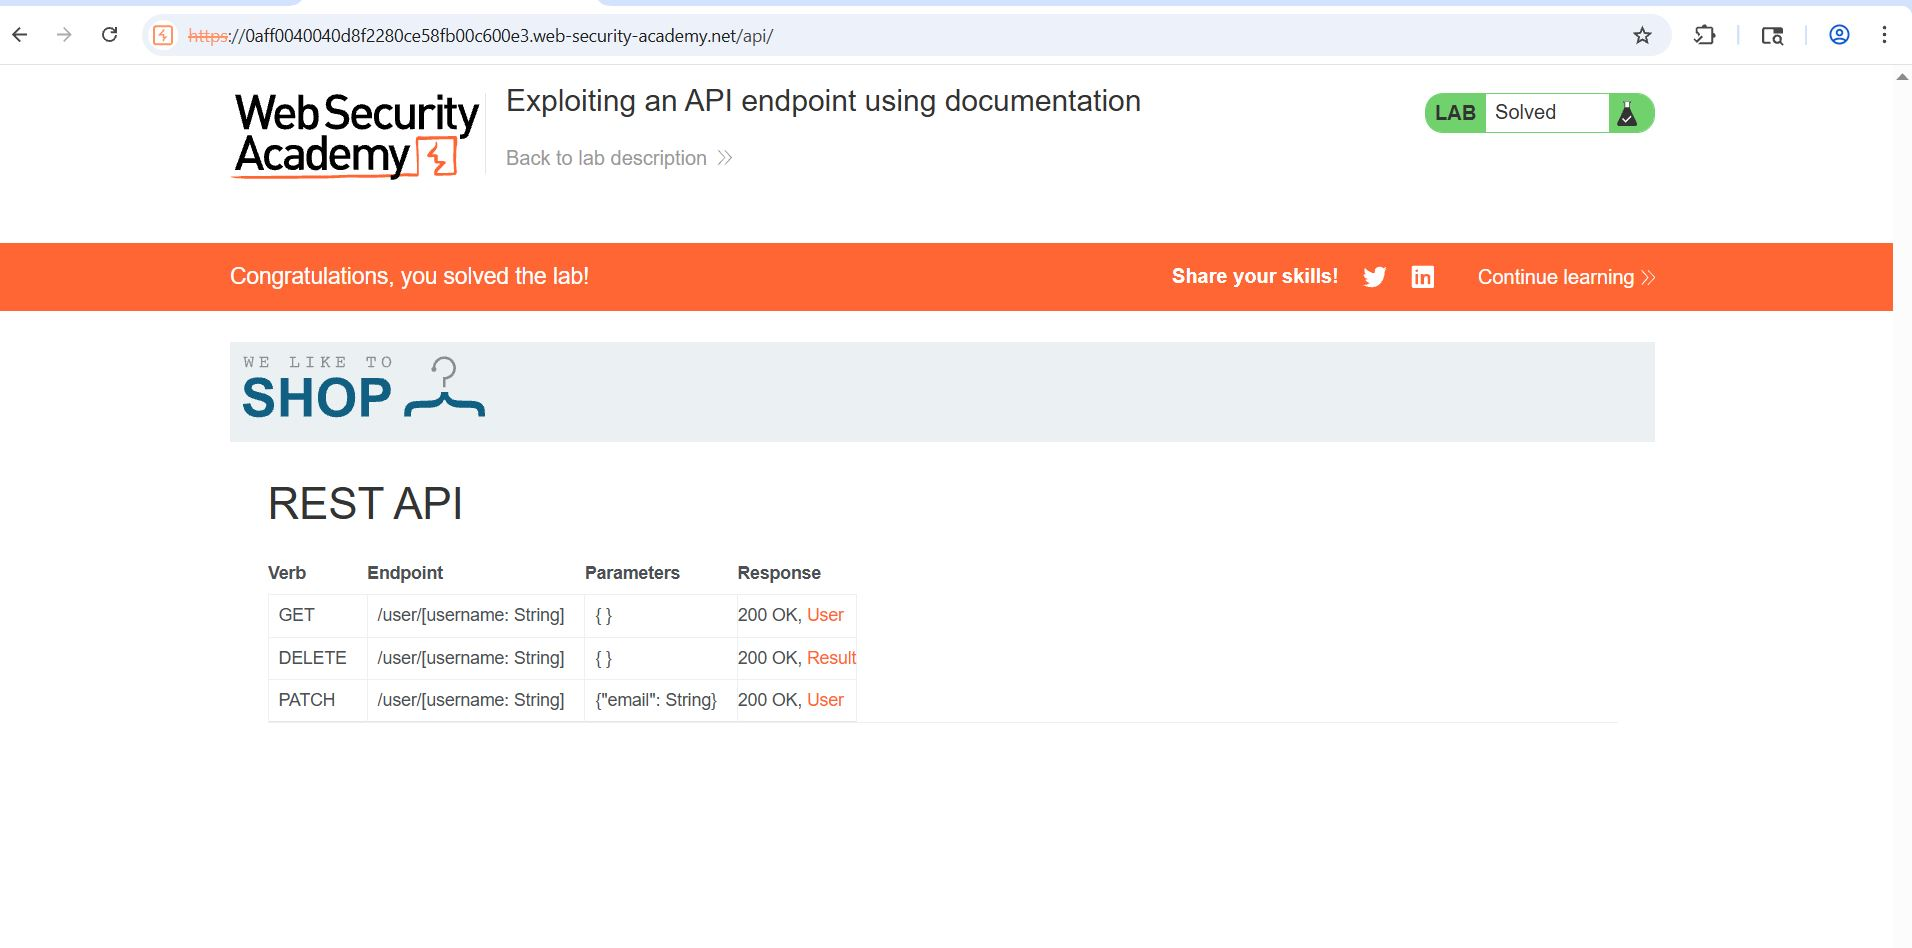 https://0aff0040040d8f2280ce58fb00c600e3.web-security-academy.net/api/
Web Security
Academy
Exploiting an API endpoint using documentation
Back to lab description
LAB Solved
Congratulations, you solved the lab!
Share your skills!
Continue learning
WE LIKE TO
SHOP
REST API
Verb Endpoint Parameters Response
GET /user/[username: String] { } 200 OK, User
DELETE /user/[username: String] { } 200 OK, Result
PATCH /user/[username: String] {"email": String} 200 OK, User